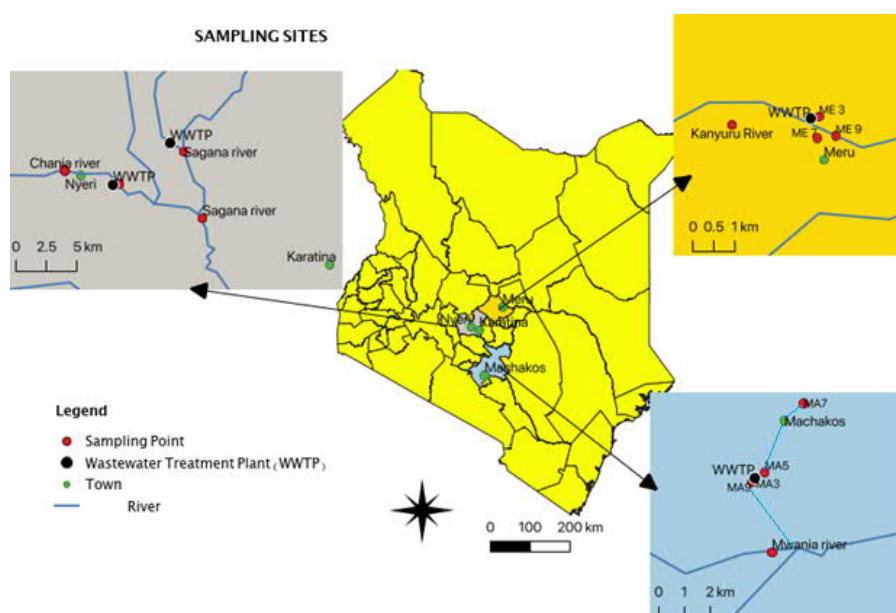 SAMPLING SITES
WWTP
Sagana river
Chania river
Nyeri
WWTP
Sagana river
0 2.5 5 km
Karatina
WWTP
ME 3
Kanyuru River
ME 7
ME 9
Meru
0 0.5 1 km
Meru
Nyeri
Karatina
Machakos
MA7
Machakos
MA5
WWTP
MA9
MA3
Mwania river
0 1 2 km
Legend
Sampling Point
Wastewater Treatment Plant (WWTP)
Town
River
0 100 200 km